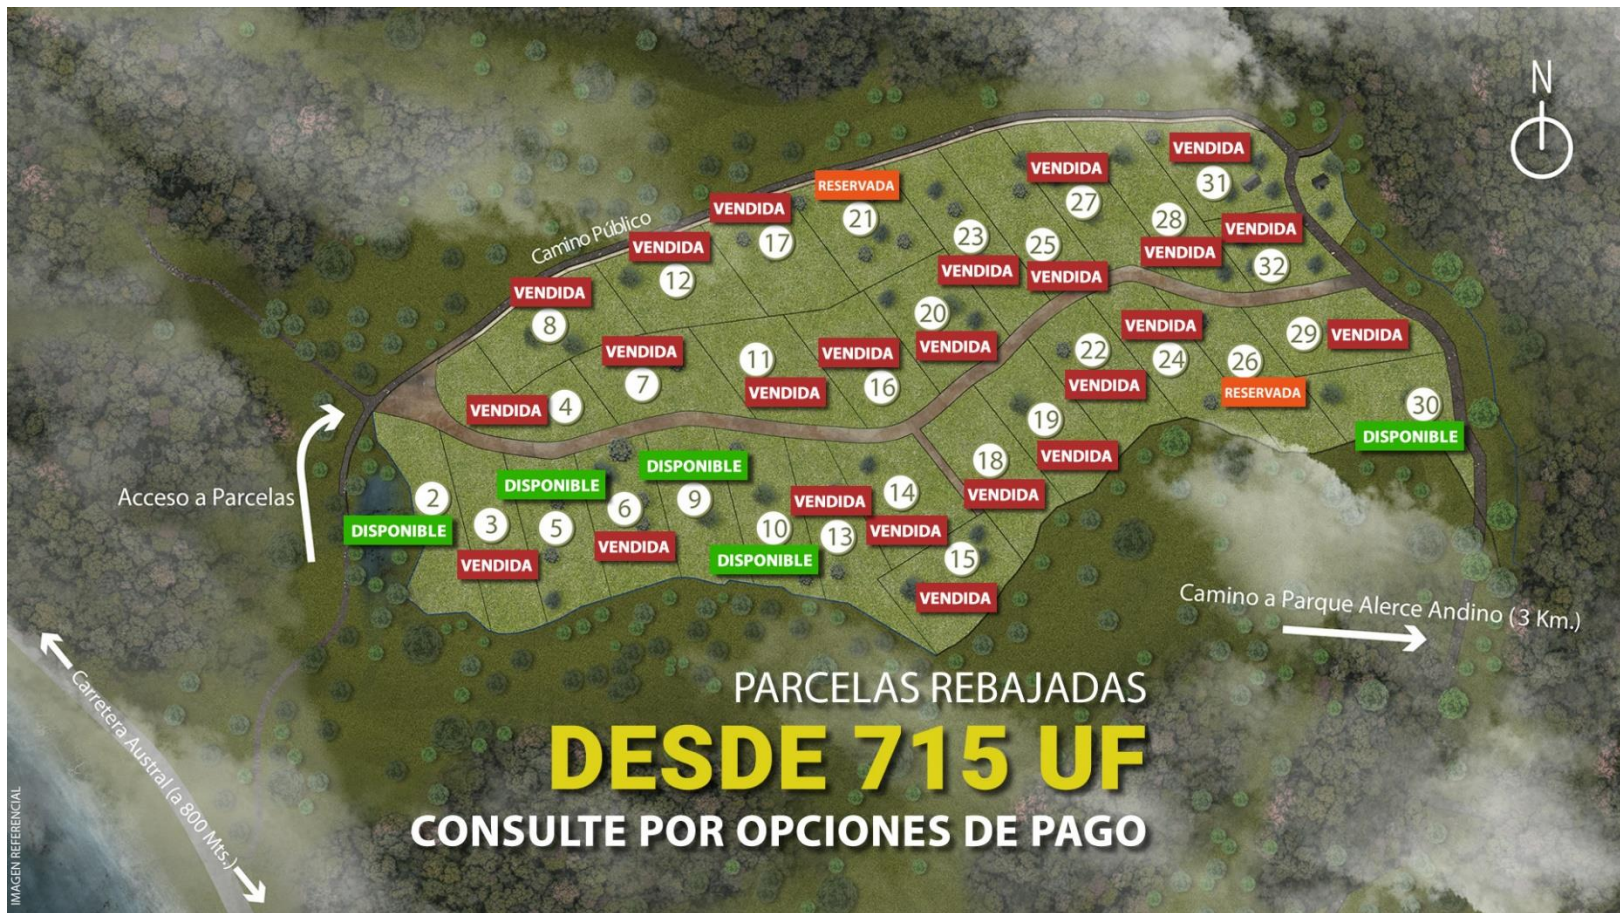 N
VENDIDA
31
VENDIDA
27
RESERVADA
21
VENDIDA
17
28
VENDIDA
VENDIDA
32
23
VENDIDA
25
VENDIDA
Camino Público
VENDIDA
12
VENDIDA
8
20
VENDIDA
VENDIDA
7
11
VENDIDA
VENDIDA
16
VENDIDA
4
22
VENDIDA
VENDIDA
24
26
RESERVADA
29
VENDIDA
30
DISPONIBLE
19
VENDIDA
18
VENDIDA
Acceso a Parcelas
2
DISPONIBLE
3
VENDIDA
DISPONIBLE
5
6
VENDIDA
DISPONIBLE
9
10
DISPONIBLE
VENDIDA
13
14
VENDIDA
15
VENDIDA
Camino a Parque Alerce Andino (3 Km.)
Carretera Austral (a 800 Mts.)
PARCELAS REBAJADAS
DESDE 715 UF
CONSULTE POR OPCIONES DE PAGO
IMAGEN REFERENCIAL